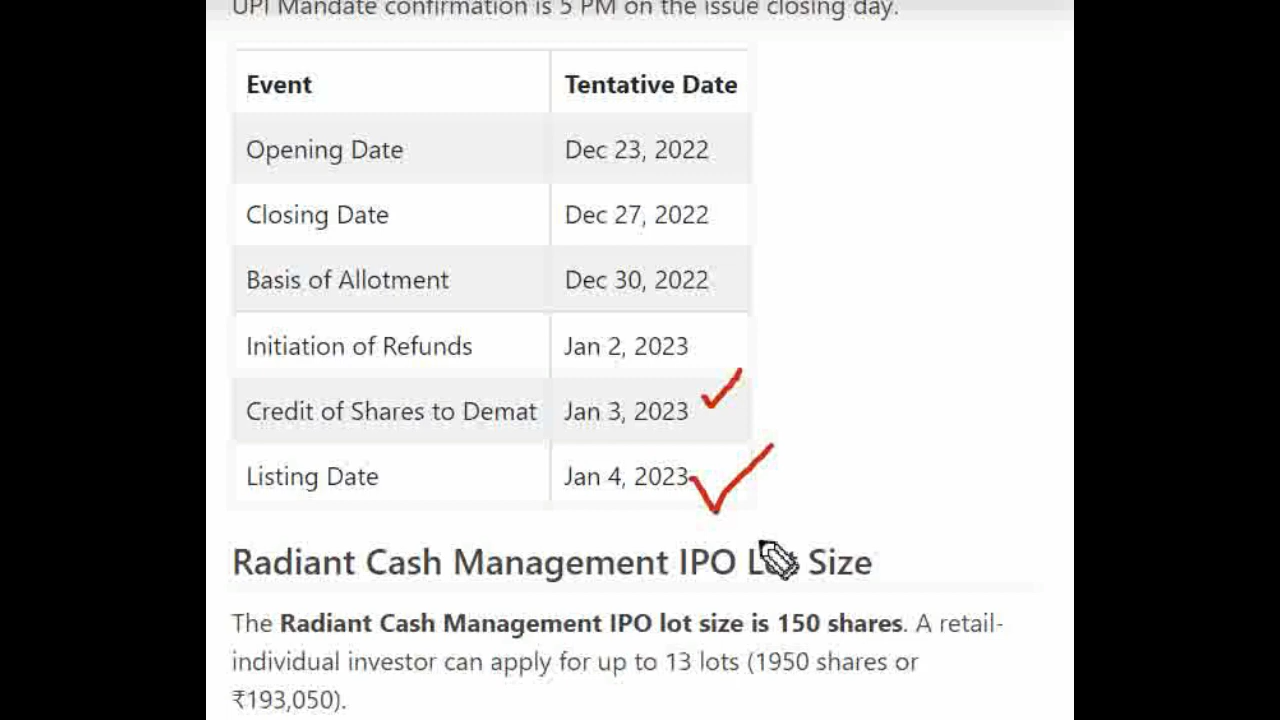 UPI Mandate confirmation is 5 PM on the issue closing day.
Event Tentative Date
Opening Date Dec 23, 2022
Closing Date Dec 27, 2022
Basis of Allotment Dec 30, 2022
Initiation of Refunds Jan 2, 2023
Credit of Shares to Demat Jan 3, 2023
Listing Date Jan 4, 2023
Radiant Cash Management IPO Lot Size
The Radiant Cash Management IPO lot size is 150 shares. A retail-
individual investor can apply for up to 13 lots (1950 shares or
₹193,050).